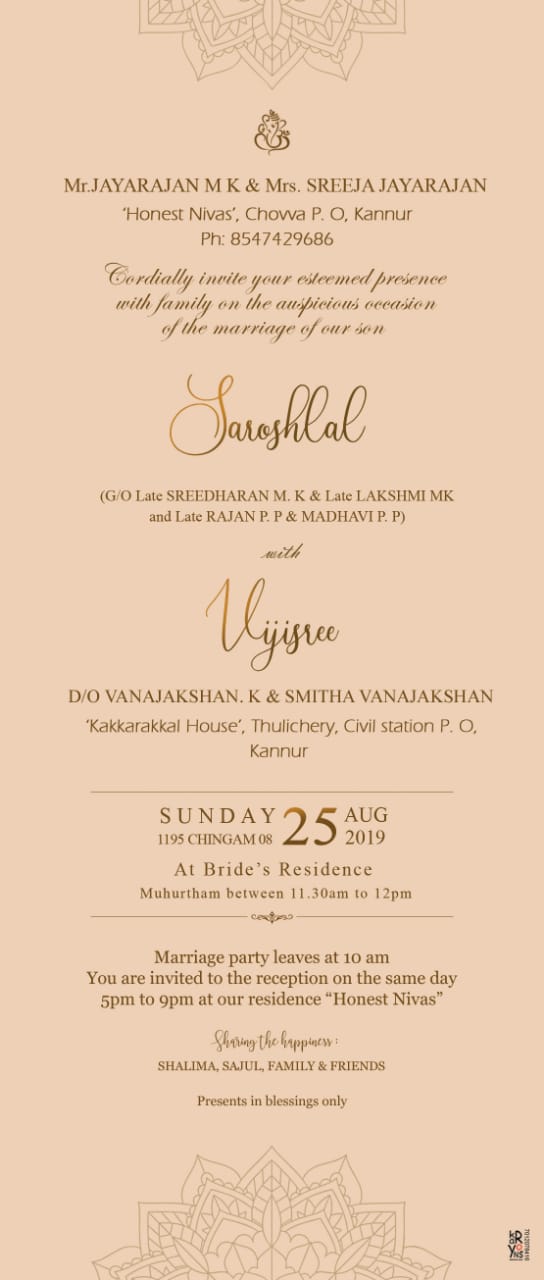 Mr.JAYARAJAN M K & Mrs. SREEJA JAYARAJAN
'Honest Nivas', Chovva P. O, Kannur
Ph: 8547429686
Cordially invite your esteemed presence
with family on the auspicious occasion
of the marriage of our son
Saroshlal
(G/O Late SREEDHARAN M. K & Late LAKSHMI MK
and Late RAJAN P. P & MADHAVI P. P)
with
Vijisree
D/O VANAJAKSHAN. K & SMITHA VANAJAKSHAN
'Kakkarakkal House', Thulichery, Civil station P. O,
Kannur
SUNDAY 25 AUG
1195 CHINGAM 08 2019
At Bride's Residence
Muhurtham between 11.30am to 12pm
Marriage party leaves at 10 am
You are invited to the reception on the same day
5pm to 9pm at our residence "Honest Nivas"
Sharing the happiness :
SHALIMA, SAJUL, FAMILY & FRIENDS
Presents in blessings only